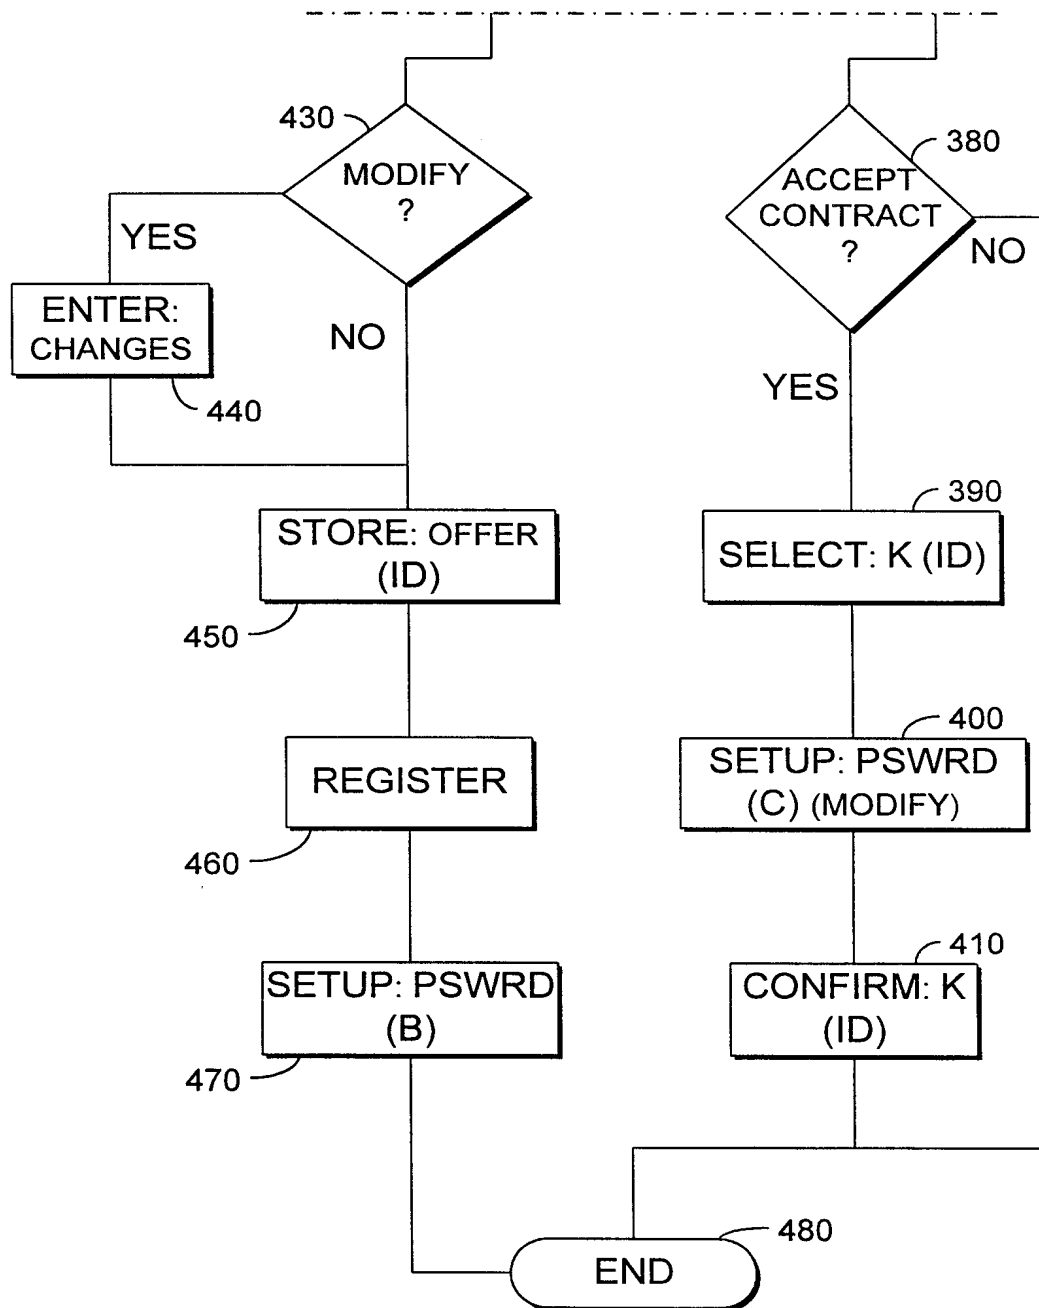 430
MODIFY
?
YES
ENTER:
CHANGES
440
NO
STORE: OFFER
(ID)
450
REGISTER
460
SETUP: PSWRD
(B)
470
380
ACCEPT
CONTRACT
?
NO
YES
390
SELECT: K (ID)
400
SETUP: PSWRD
(C) (MODIFY)
410
CONFIRM: K
(ID)
480
END